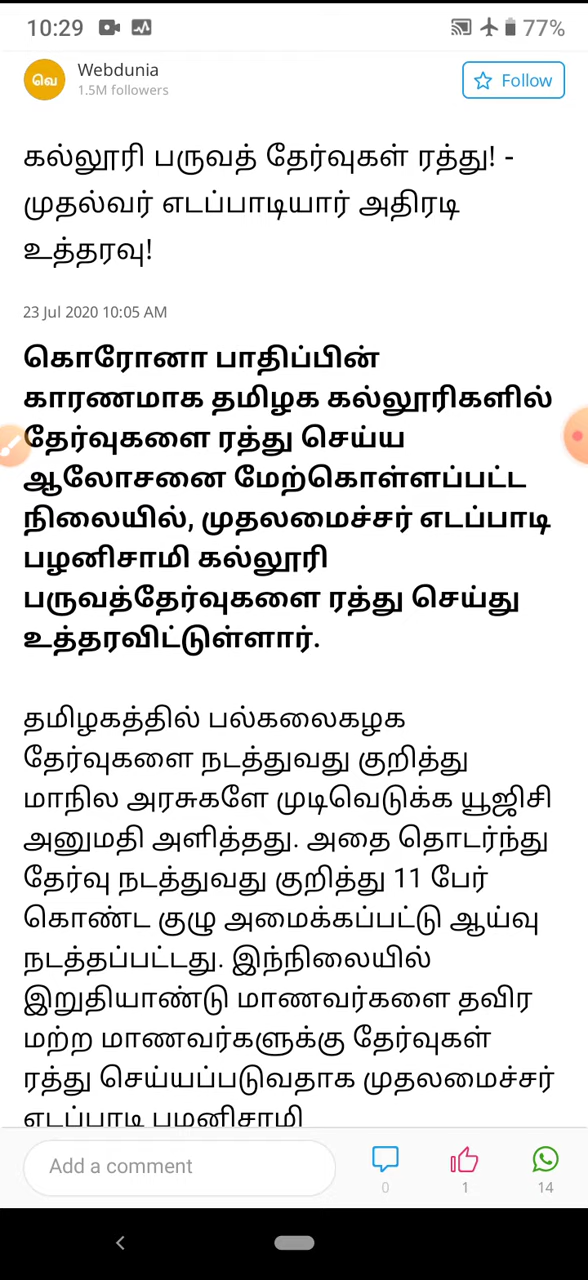 10:29
77%
வெ
Webdunia
1.5M followers
Follow
கல்லூரி பருவத் தேர்வுகள் ரத்து! -
முதல்வர் எடப்பாடியார் அதிரடி
உத்தரவு!
23 Jul 2020 10:05 AM
கொரோனா பாதிப்பின்
காரணமாக தமிழக கல்லூரிகளில்
தேர்வுகளை ரத்து செய்ய
ஆலோசனை மேற்கொள்ளப்பட்ட
நிலையில், முதலமைச்சர் எடப்பாடி
பழனிசாமி கல்லூரி
பருவத்தேர்வுகளை ரத்து செய்து
உத்தரவிட்டுள்ளார்.
தமிழகத்தில் பல்கலைகழக
தேர்வுகளை நடத்துவது குறித்து
மாநில அரசுகளே முடிவெடுக்க யூஜிசி
அனுமதி அளித்தது. அதை தொடர்ந்து
தேர்வு நடத்துவது குறித்து 11 பேர்
கொண்ட குழு அமைக்கப்பட்டு ஆய்வு
நடத்தப்பட்டது. இந்நிலையில்
இறுதியாண்டு மாணவர்களை தவிர
மற்ற மாணவர்களுக்கு தேர்வுகள்
ரத்து செய்யப்படுவதாக முதலமைச்சர்
எடப்பாடி பழனிசாமி
Add a comment
0
1
14